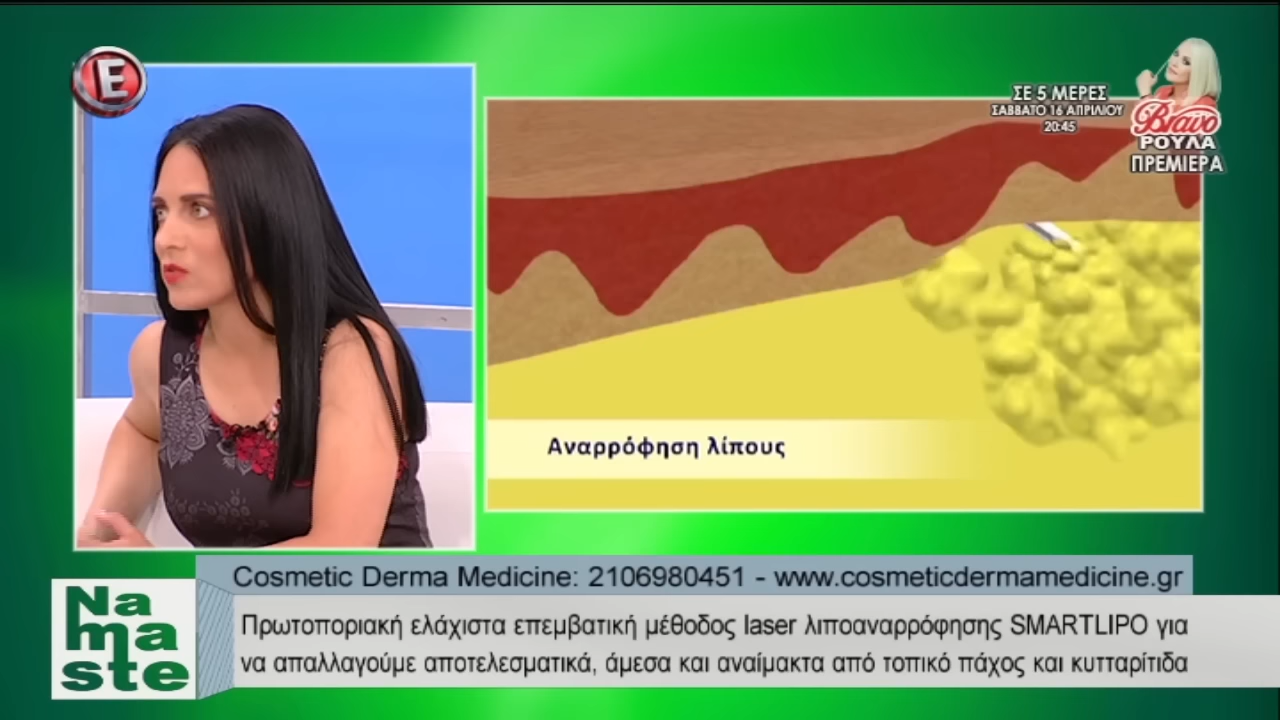 E
ΣΕ 5 ΜΕΡΕΣ
ΣΑΒΒΑΤΟ 16 ΑΠΡΙΛΙΟΥ
20:45
Bravo
ΡΟΥΛΑ
ΠΡΕΜΙΕΡΑ
Αναρρόφηση λίπους
Cosmetic Derma Medicine: 2106980451 - www.cosmeticdermamedicine.gr
Na
ma
ste
Πρωτοποριακή ελάχιστα επεμβατική μέθοδος laser λιποαναρρόφησης SMARTLIPO για
να απαλλαγούμε αποτελεσματικά, άμεσα και αναίμακτα από τοπικό πάχος και κυτταρίτιδα